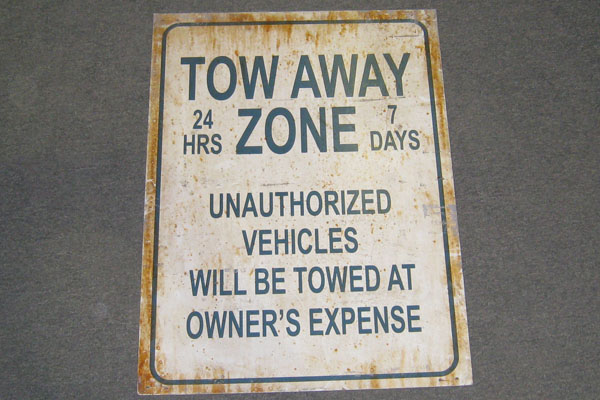 TOW AWAY
24 HRS ZONE 7 DAYS
UNAUTHORIZED
VEHICLES
WILL BE TOWED AT
OWNER'S EXPENSE